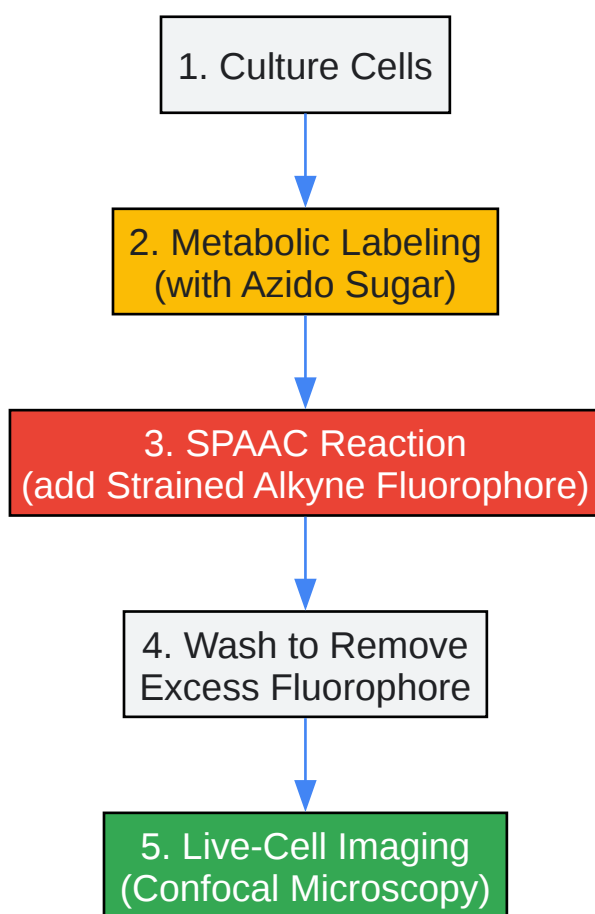 1. Culture Cells
2. Metabolic Labeling
(with Azido Sugar)
3. SPAAC Reaction
(add Strained Alkyne Fluorophore)
4. Wash to Remove
Excess Fluorophore
5. Live-Cell Imaging
(Confocal Microscopy)